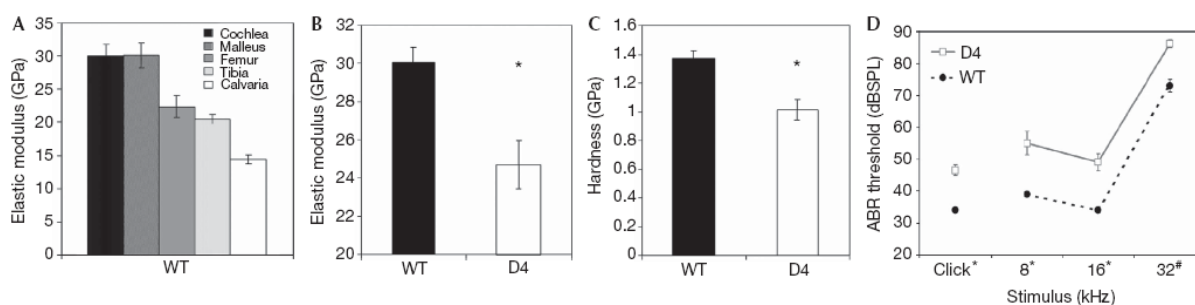 A
Elastic modulus (GPa)
35
30
25
20
15
10
5
0
Cochlea
Malleus
Femur
Tibia
Calvaria
WT
B
Elastic modulus (GPa)
32
30
28
26
24
22
20
*
WT D4
C
Hardness (GPa)
1.6
1.4
1.2
1
0.8
0.6
0.4
0.2
0
*
WT D4
D
ABR threshold (dBSPL)
90
80
70
60
50
40
30
20
D4
WT
Click* 8* 16* 32#
Stimulus (kHz)